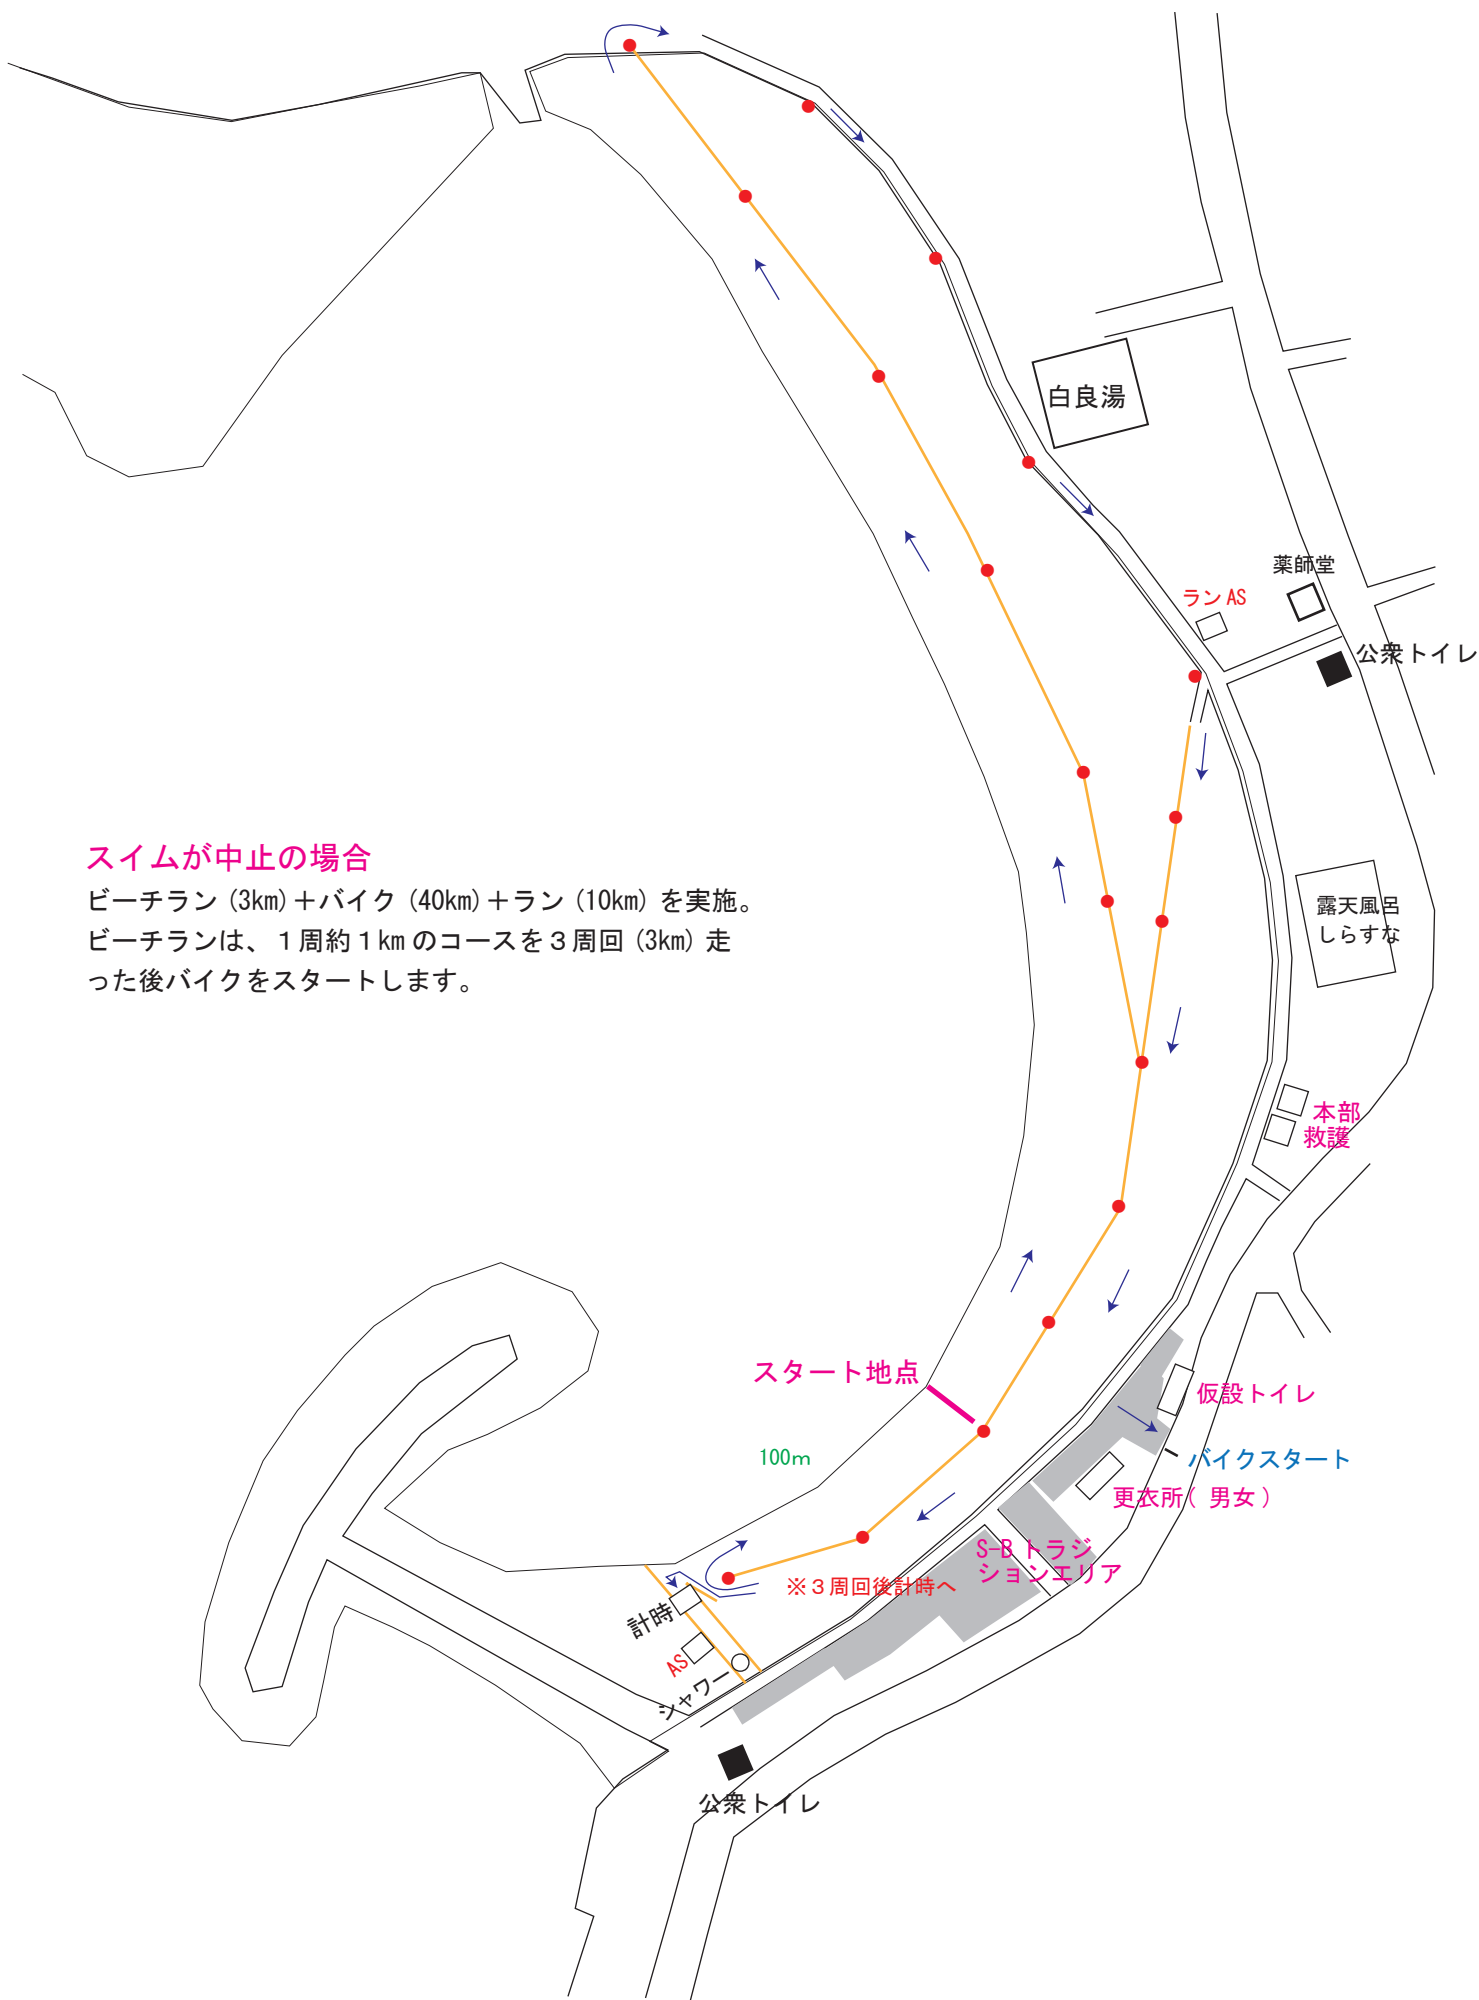 白良湯
薬師堂
ラン AS
公衆トイレ
スイムが中止の場合
ビーチラン (3km)＋バイク (40km)＋ラン (10km) を実施。
ビーチランは、１周約１km のコースを３周回 (3km) 走
った後バイクをスタートします。
露天風呂
しらすな
本部
救護
スタート地点
仮設トイレ
100m
バイクスタート
更衣所( 男女 )
S-B トラジ
ションエリア
※３周回後計時へ
計時
AS
シャワー
公衆トイレ